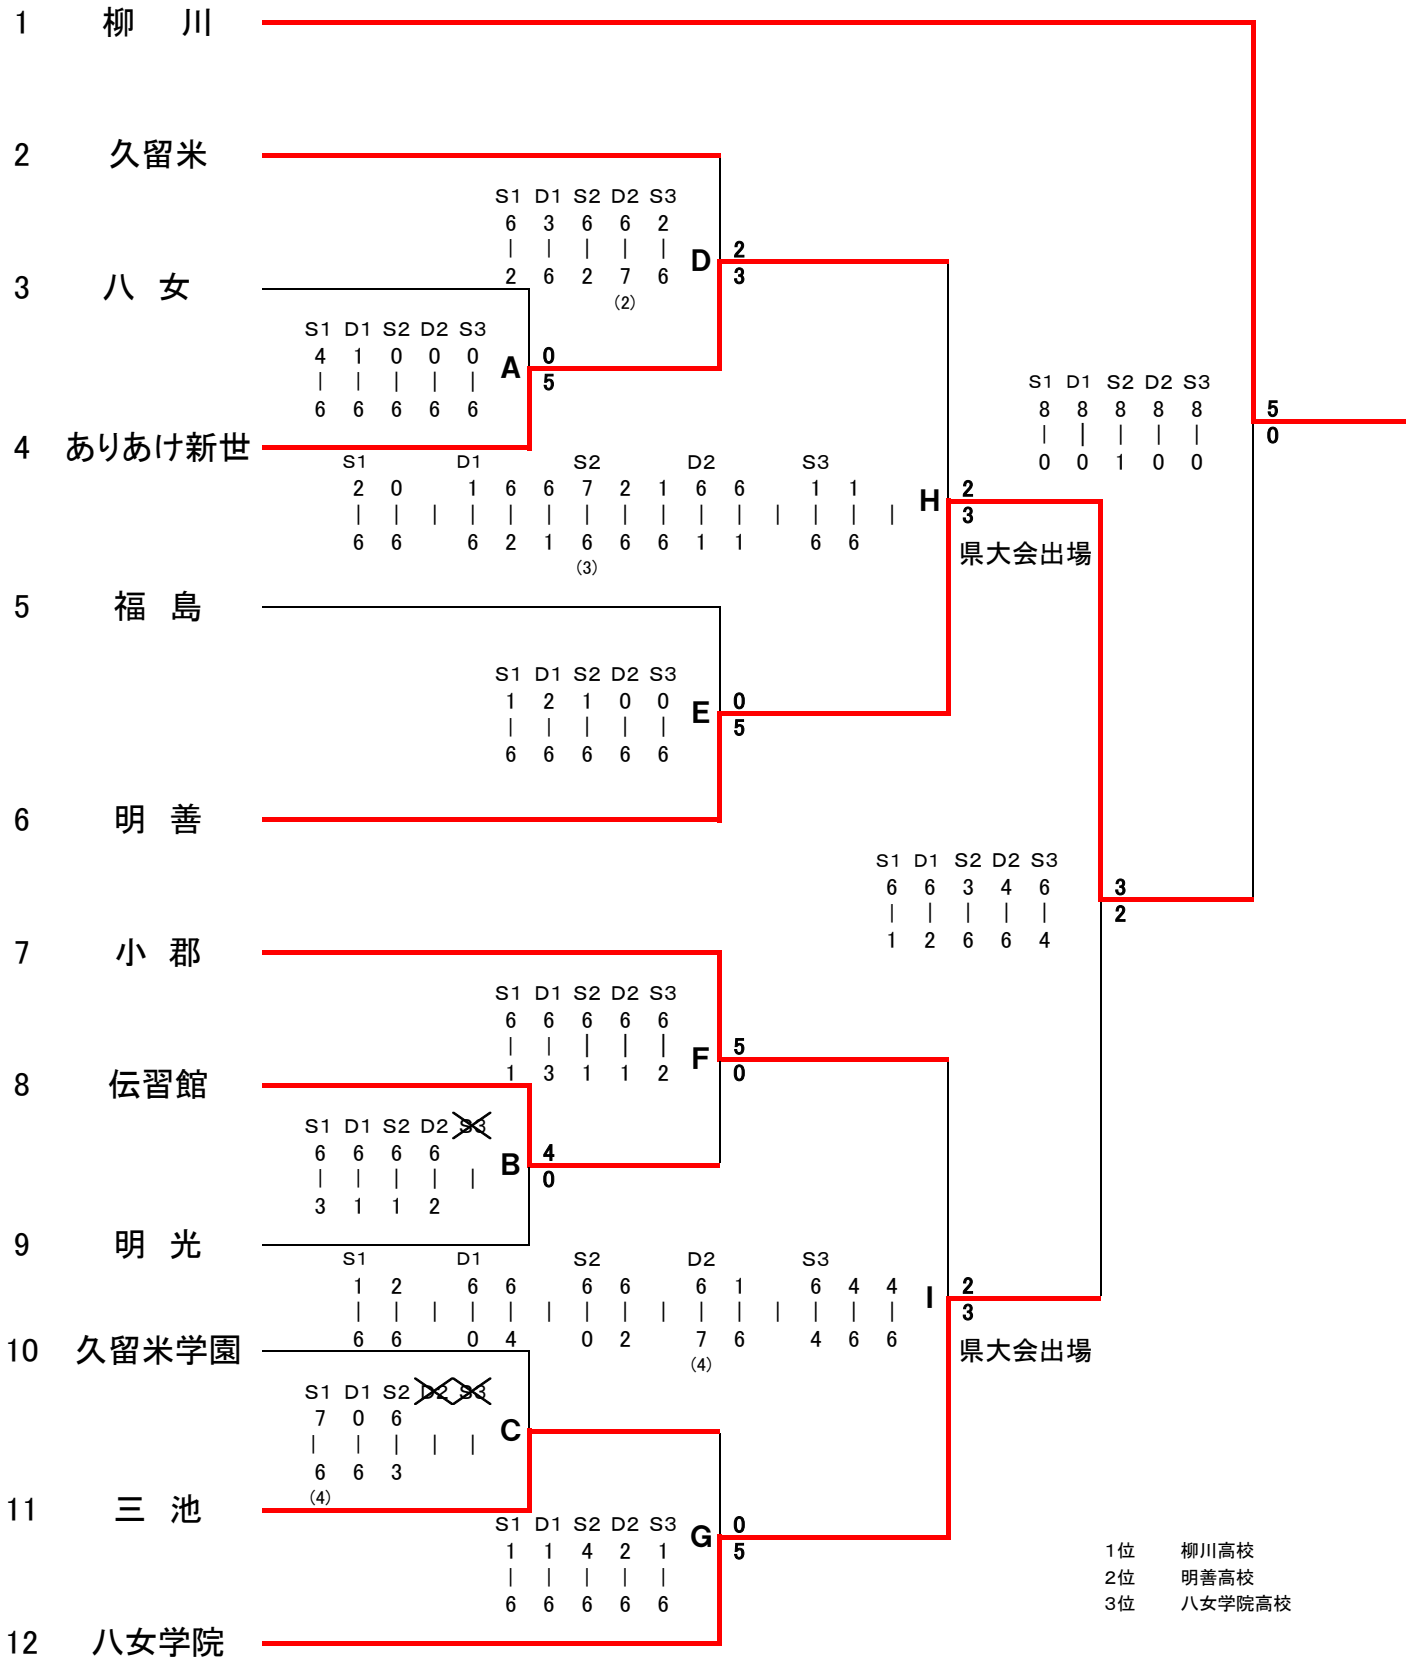 1 柳 川
2 久留米
S1 D1 S2 D2 S3
6 3 6 6 2
| | | | |
2 6 2 7 6
(2)
D
2
3
3 八 女
S1 D1 S2 D2 S3
4 1 0 0 0
| | | | |
6 6 6 6 6
A
0
5
S1 D1 S2 D2 S3
8 8 8 8 8
| | | | |
0 0 1 0 0
5
0
4 ありあけ新世
S1 D1 S2 D2 S3
2 0 1 6 6 7 2 1 6 6 1 1
| | | | | | | | | | | | | | |
6 6 6 2 1 6 6 6 1 1 6 6
(3)
H
2
3
県大会出場
5 福 島
S1 D1 S2 D2 S3
1 2 1 0 0
| | | | |
6 6 6 6 6
E
0
5
6 明 善
S1 D1 S2 D2 S3
6 6 3 4 6
| | | | |
1 2 6 6 4
3
2
7 小 郡
S1 D1 S2 D2 S3
6 6 6 6 6
| | | | |
1 3 1 1 2
F
5
0
8 伝習館
S1 D1 S2 D2 S3
6 6 6 6
| | | | |
3 1 1 2
B
4
0
9 明 光
S1 D1 S2 D2 S3
1 2 6 6 6 6 6 1 6 4 4
| | | | | | | | | | | | | | |
6 6 0 4 0 2 7 6 4 6 6
(4)
I
2
3
県大会出場
10 久留米学園
S1 D1 S2 D2 S3
7 0 6
| | | | |
6 6 3
(4)
C
11 三 池
S1 D1 S2 D2 S3
1 1 4 2 1
| | | | |
6 6 6 6 6
G
0
5
12 八女学院
1位 柳川高校
2位 明善高校
3位 八女学院高校